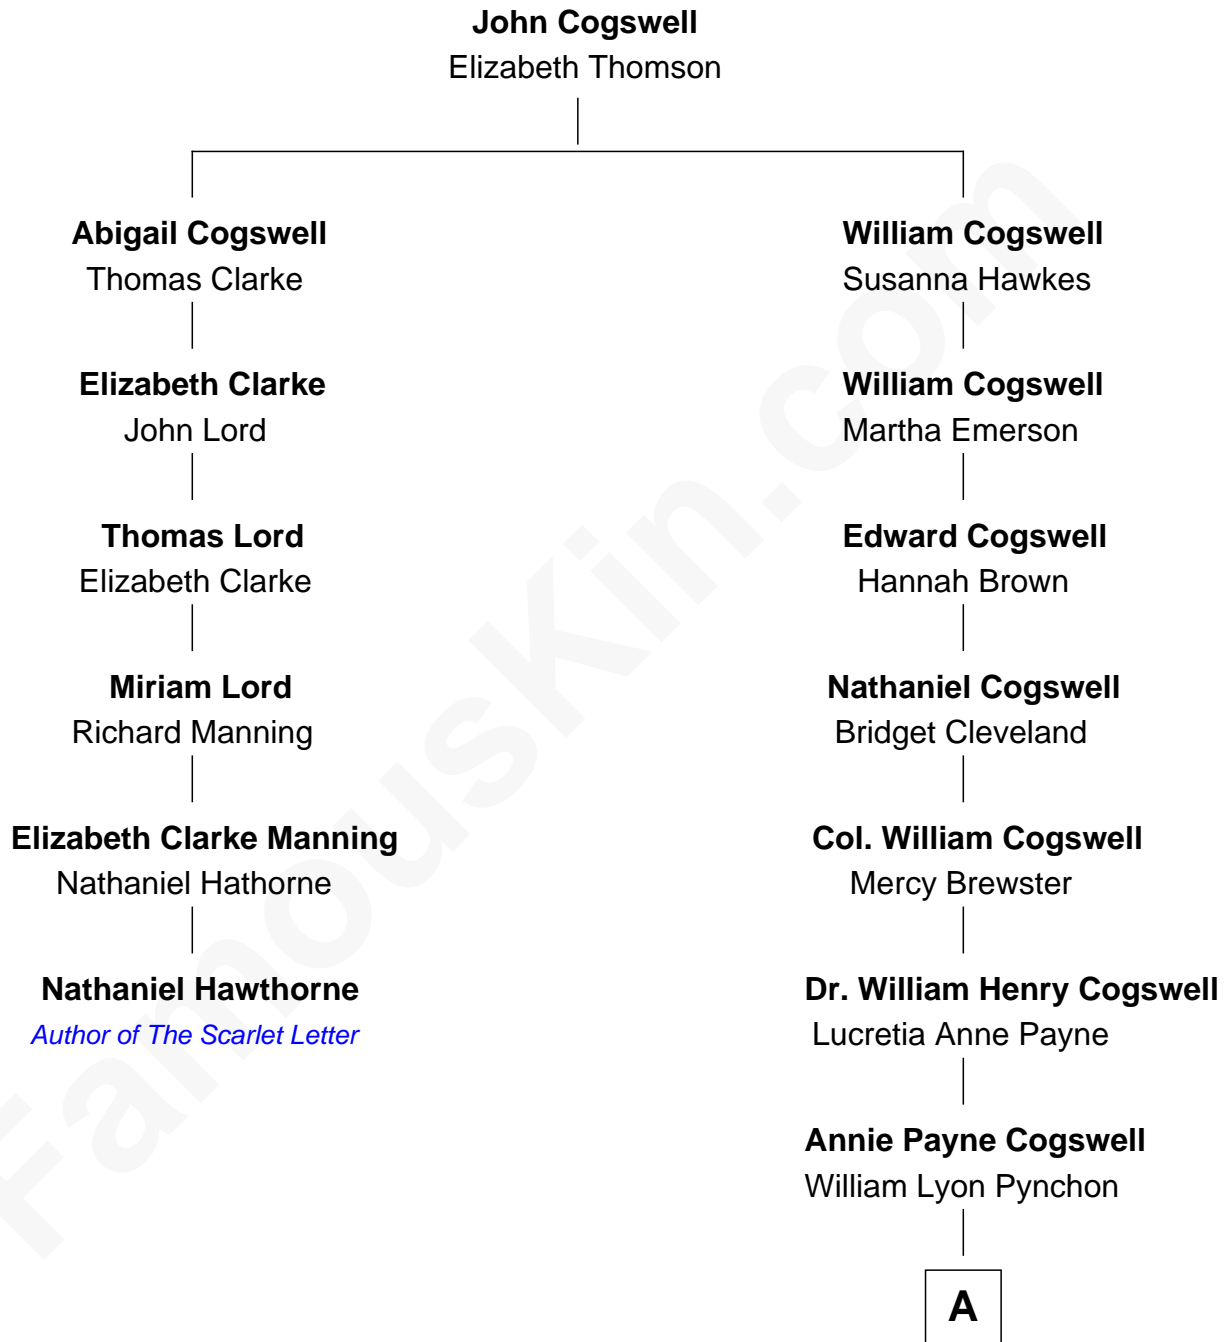 John Cogswell
Elizabeth Thomson
Abigail Cogswell
Thomas Clarke
William Cogswell
Susanna Hawkes
Elizabeth Clarke
John Lord
William Cogswell
Martha Emerson
Thomas Lord
Elizabeth Clarke
Edward Cogswell
Hannah Brown
Miriam Lord
Richard Manning
Nathaniel Cogswell
Bridget Cleveland
Elizabeth Clarke Manning
Nathaniel Hathorne
Col. William Cogswell
Mercy Brewster
Nathaniel Hawthorne
Author of The Scarlet Letter
Dr. William Henry Cogswell
Lucretia Anne Payne
Annie Payne Cogswell
William Lyon Pynchon
A
FamousKin.com